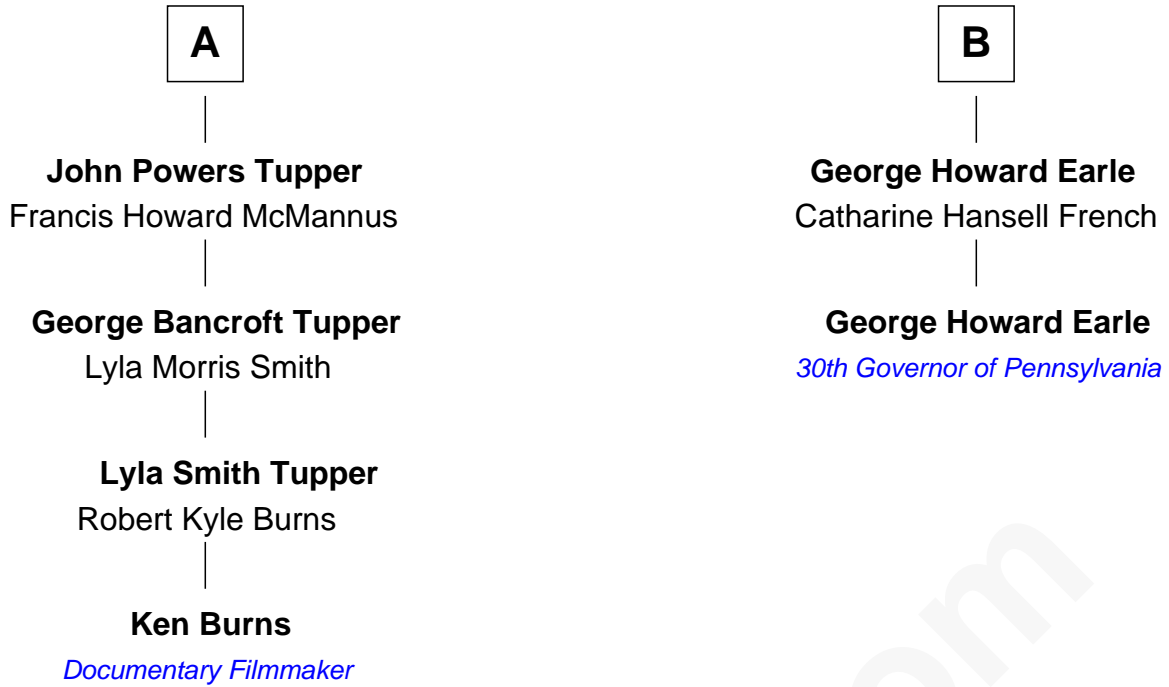 A
John Powers Tupper
Francis Howard McMannus
George Bancroft Tupper
Lyla Morris Smith
Lyla Smith Tupper
Robert Kyle Burns
Ken Burns
Documentary Filmmaker
B
George Howard Earle
Catharine Hansell French
George Howard Earle
30th Governor of Pennsylvania
om